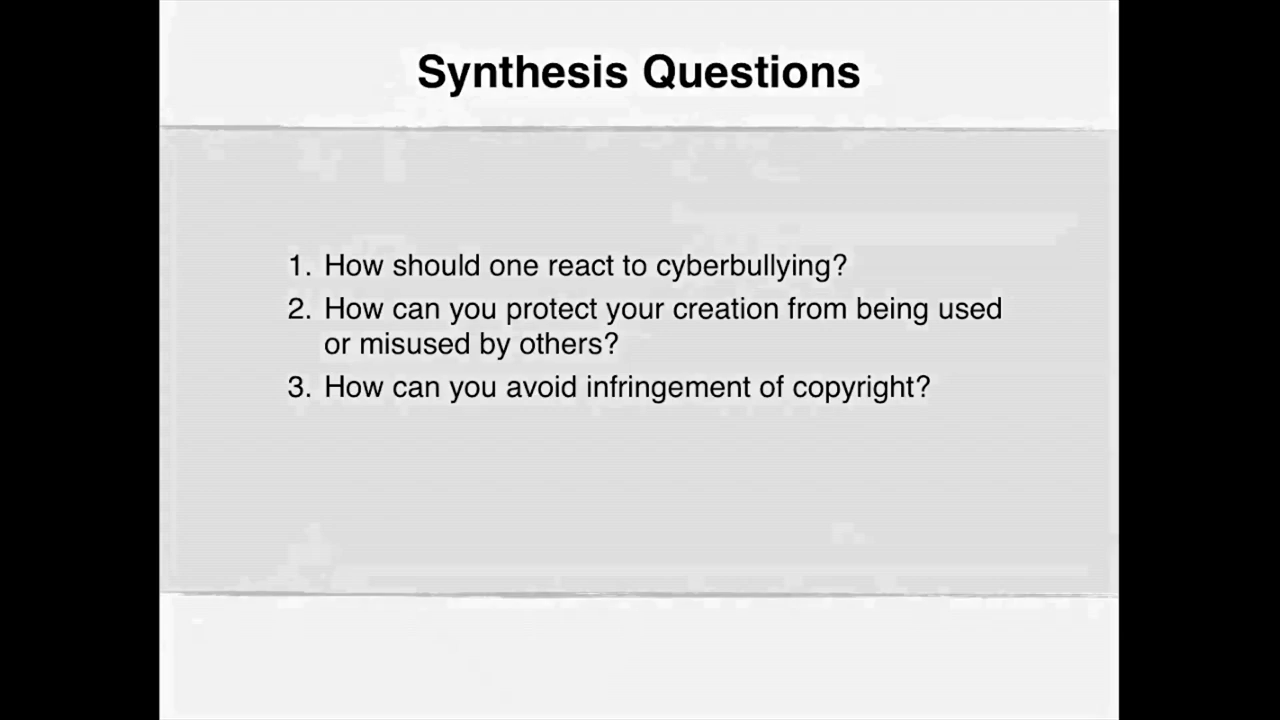 Synthesis Questions
1. How should one react to cyberbullying?
2. How can you protect your creation from being used
or misused by others?
3. How can you avoid infringement of copyright?